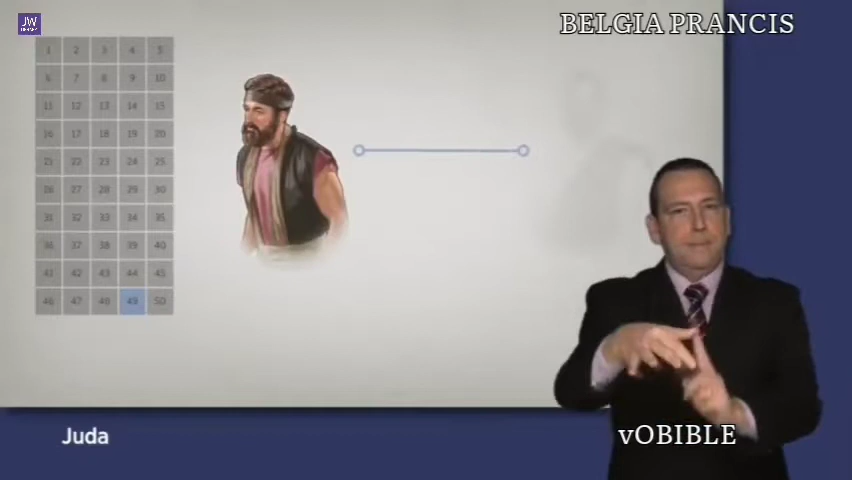 JW
LIBRARY
BELGIA PRANCIS
1 2 3 4 5
6 7 8 9 10
11 12 13 14 15
16 17 18 19 20
21 22 23 24 25
26 27 28 29 30
31 32 33 34 35
36 37 38 39 40
41 42 43 44 45
46 47 48 49 50
Juda
vOBIBLE